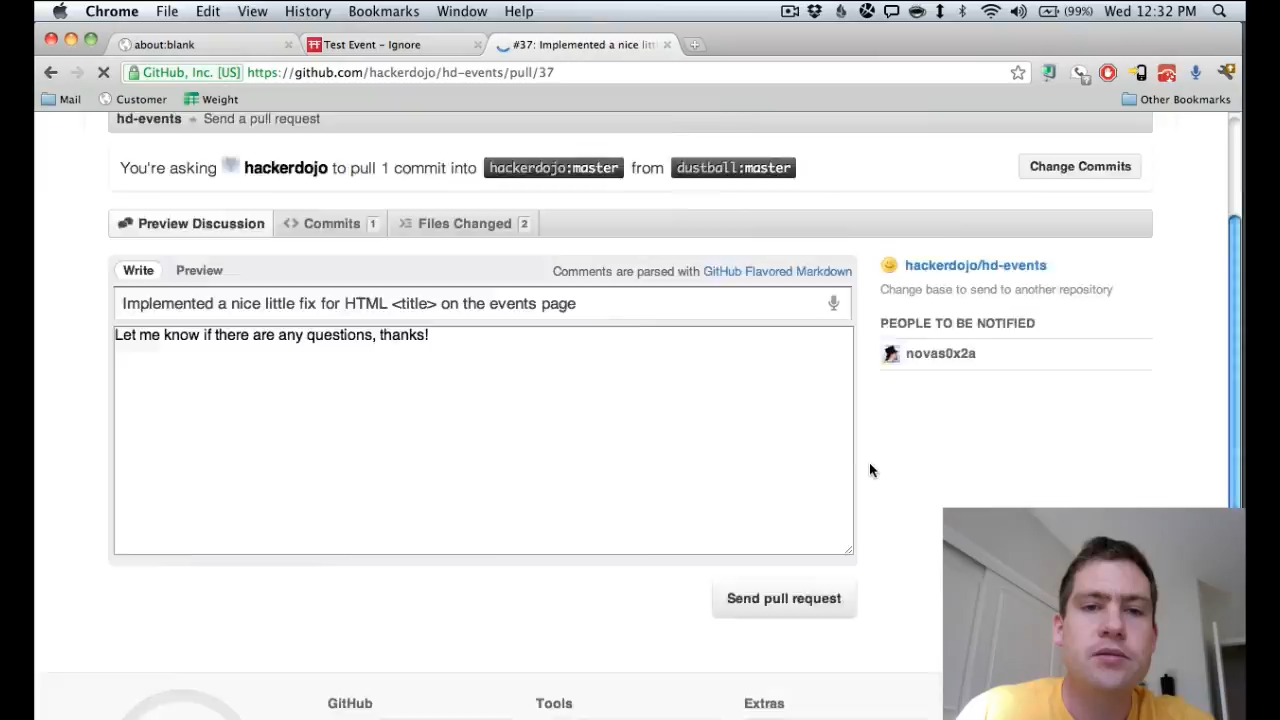 Chrome File Edit View History Bookmarks Window Help (99%) Wed 12:32 PM
about:blank Test Event – Ignore #37: Implemented a nice litt
GitHub, Inc. [US] https://github.com/hackerdojo/hd-events/pull/37
Mail Customer Weight Other Bookmarks
hd-events Send a pull request
You're asking hackerdojo to pull 1 commit into hackerdojo:master from dustball:master Change Commits
Preview Discussion Commits 1 Files Changed 2
Write Preview Comments are parsed with GitHub Flavored Markdown
Implemented a nice little fix for HTML <title> on the events page
Let me know if there are any questions, thanks!
hackerdojo/hd-events
Change base to send to another repository
PEOPLE TO BE NOTIFIED
novas0x2a
Send pull request
GitHub Tools Extras